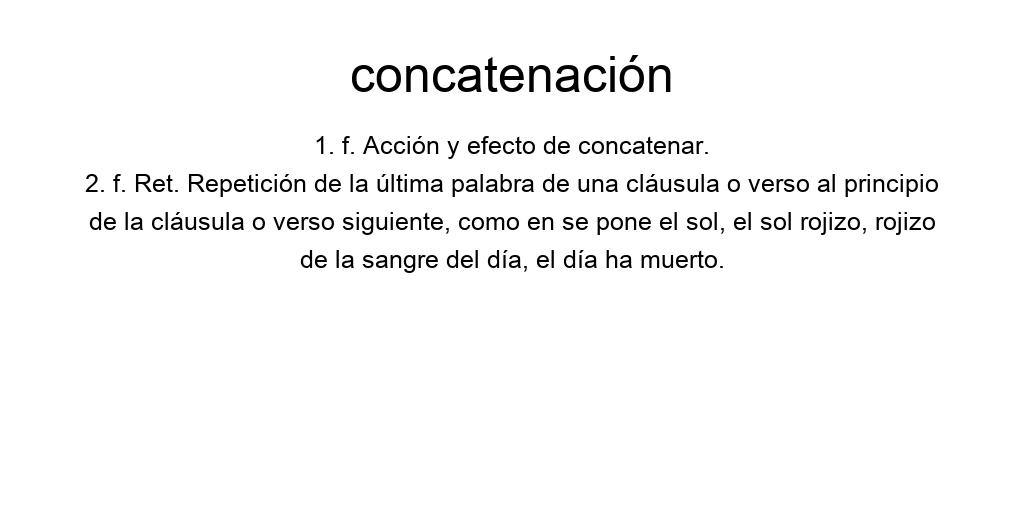 concatenación
1. f. Acción y efecto de concatenar.
2. f. Ret. Repetición de la última palabra de una cláusula o verso al principio
de la cláusula o verso siguiente, como en se pone el sol, el sol rojizo, rojizo
de la sangre del día, el día ha muerto.